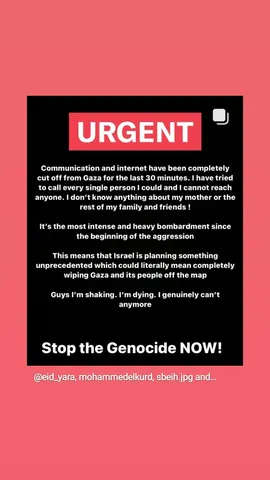 URGENT
Communication and internet have been completely
cut off from Gaza for the last 30 minutes. I have tried
to call every single person I could and I cannot reach
anyone. I don't know anything about my mother or the
rest of my family and friends !
It's the most intense and heavy bombardment since
the beginning of the aggression
This means that Israel is planning something
unprecedented which could literally mean completely
wiping Gaza and its people off the map
Guys I'm shaking. I'm dying. I genuinely can't
anymore
Stop the Genocide NOW!
@eid_yara, mohammedelkurd, sbeih.jpg and...